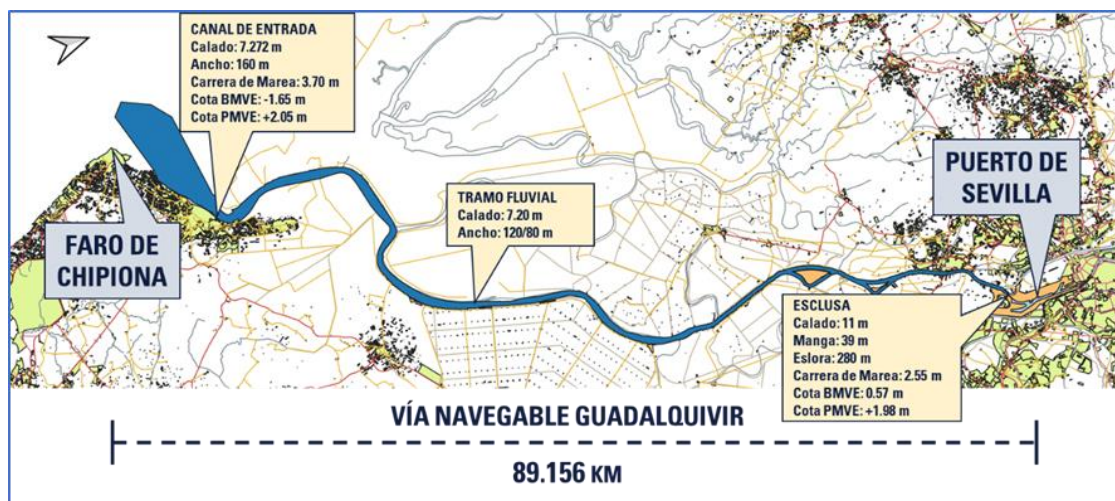 CANAL DE ENTRADA
Calado: 7.272 m
Ancho: 160 m
Carrera de Marea: 3.70 m
Cota BMVE: -1.65 m
Cota PMVE: +2.05 m
FARO DE
CHIPIONA
TRAMO FLUVIAL
Calado: 7.20 m
Ancho: 120/80 m
PUERTO DE
SEVILLA
ESCLUSA
Calado: 11 m
Manga: 39 m
Eslora: 280 m
Carrera de Marea: 2.55 m
Cota BMVE: 0.57 m
Cota PMVE: +1.98 m
VÍA NAVEGABLE GUADALQUIVIR
89.156 KM